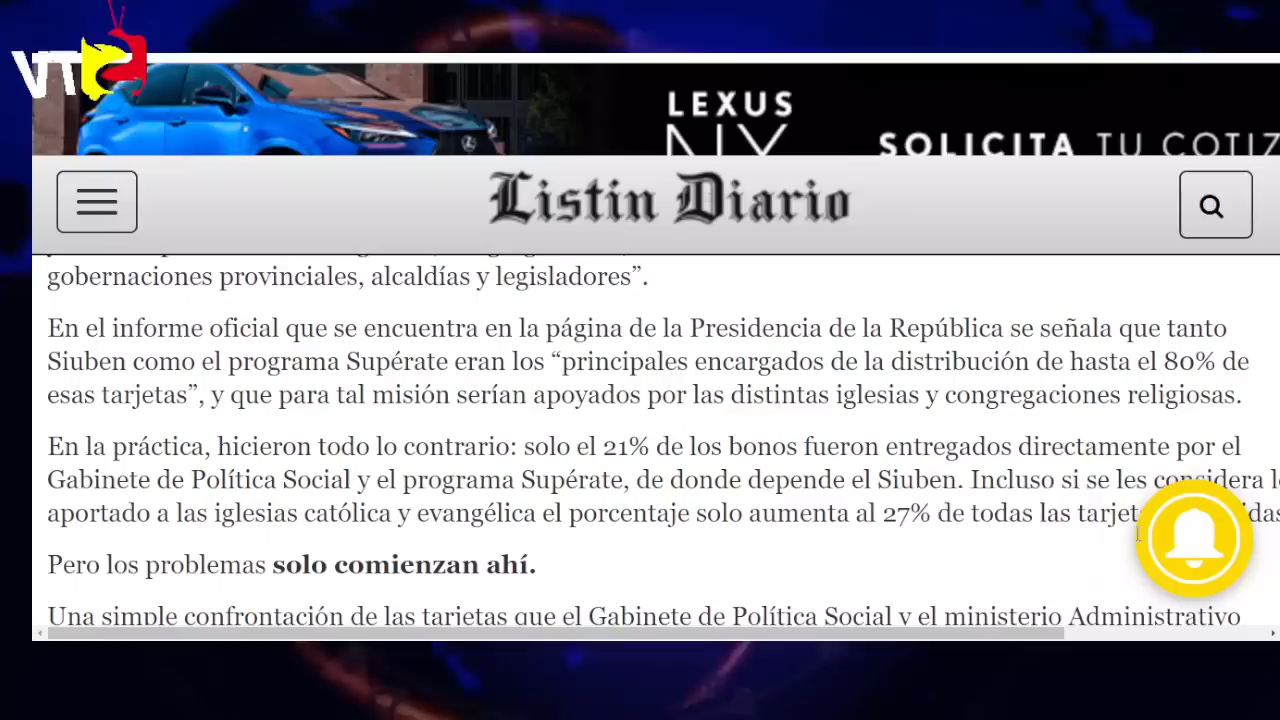 VT
LEXUS
NX
SOLICITA TU COTIZ
Listin Diario
gobernaciones provinciales, alcaldías y legisladores”.
En el informe oficial que se encuentra en la página de la Presidencia de la República se señala que tanto
Siuben como el programa Supérate eran los “principales encargados de la distribución de hasta el 80% de
esas tarjetas”, y que para tal misión serían apoyados por las distintas iglesias y congregaciones religiosas.
En la práctica, hicieron todo lo contrario: solo el 21% de los bonos fueron entregados directamente por el
Gabinete de Política Social y el programa Supérate, de donde depende el Siuben. Incluso si se les considera
aportado a las iglesias católica y evangélica el porcentaje solo aumenta al 27% de todas las
Pero los problemas solo comienzan ahí.
Una simple confrontación de las tarjetas que el Gabinete de Política Social y el ministerio Administrativo